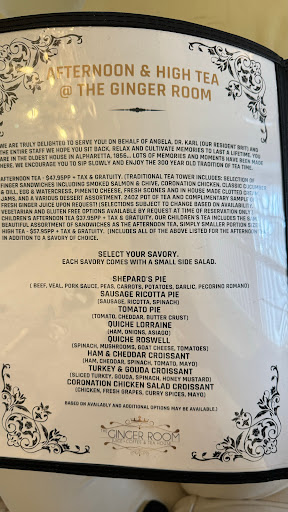 AFTERNOON & HIGH TEA
@ THE GINGER ROOM
WE ARE TRULY DELIGHTED TO SERVE YOU! ON BEHALF OF ANGELA, DR. KARL (OUR RESIDENT BRIT) AND
THE ENTIRE STAFF WE HOPE YOU SIT BACK, RELAX AND CULTIVATE MEMORIES TO LAST A LIFETIME. YOU
ARE IN THE OLDEST HOUSE IN ALPHARETTA, 1856.. LOTS OF MEMORIES AND MOMENTS HAVE BEEN MADE
HERE. WE ENCOURAGE YOU TO SIP SLOWLY AND ENJOY THE 200 YEAR OLD TRADITION OF TEA TIME.
AFTERNOON TEA - $47.95PP + TAX & GRATUITY. (TRADITIONAL TEA TOWER INCLUDES: SELECTION OF
FINGER SANDWICHES INCLUDING SMOKED SALMON & CHIVE, CORONATION CHICKEN, CLASSIC CUCUMBER
& DILL, EGG & WATERCRESS, PIMENTO CHEESE, FRESH SCONES AND IN HOUSE MADE CLOTTED
JAMS, AND A VARIOUS DESSERT ASSORTMENT. 24OZ POT OF TEA AND COMPLIMENTARY SAMPLE
FRESH GINGER JUICE UPON REQUEST! (SELECTIONS SUBJECT TO CHANGE BASED ON AVAILABILITY)
VEGETARIAN AND GLUTEN FREE OPTIONS AVAILABLE BY REQUEST AT TIME OF RESERVATION ONLY
CHILDREN'S AFTERNOON TEA $27.95PP + TAX & GRATUITY. OUR CHILDREN'S TEA INCLUDES THE
BEAUTIFUL ASSORTMENT OF SANDWICHES AS THE AFTERNOON TEA, SIMPLY SMALLER PORTION
HIGH TEA - $57.95PP + TAX & GRATUITY. (INCLUDES ALL OF THE ABOVE LISTED FOR THE AFTERNOON
IN ADDITION TO A SAVORY OF CHOICE.
SELECT YOUR SAVORY.
EACH SAVORY COMES WITH A SMALL SIDE SALAD.
SHEPARD'S PIE
( BEEF, VEAL, PORK SAUCE, PEAS, CARROTS, POTATOES, GARLIC, PECORINO ROMANO)
SAUSAGE RICOTTA PIE
(SAUSAGE, RICOTTA, SPINACH)
TOMATO PIE
(TOMATO, CHEDDAR, BUTTER CRUST)
QUICHE LORRAINE
(HAM, ONIONS, ASIAGO)
QUICHE ROSWELL
(SPINACH, MUSHROOMS, GOAT CHEESE, TOMATOES)
HAM & CHEDDAR CROISSANT
(HAM, CHEDDAR, SPINACH, TOMATO, MAYO)
TURKEY & GOUDA CROISSANT
(SLICED TURKEY, GOUDA, SPINACH, HONEY MUSTARD)
CORONATION CHICKEN SALAD CROISSANT
(CHICKEN, FRESH GRAPES, CURRY SPICES, MAYO)
BASED ON AVAILABLY AND ADDITIONAL OPTIONS MAY BE AVAILABLE.)
GINGER ROOM